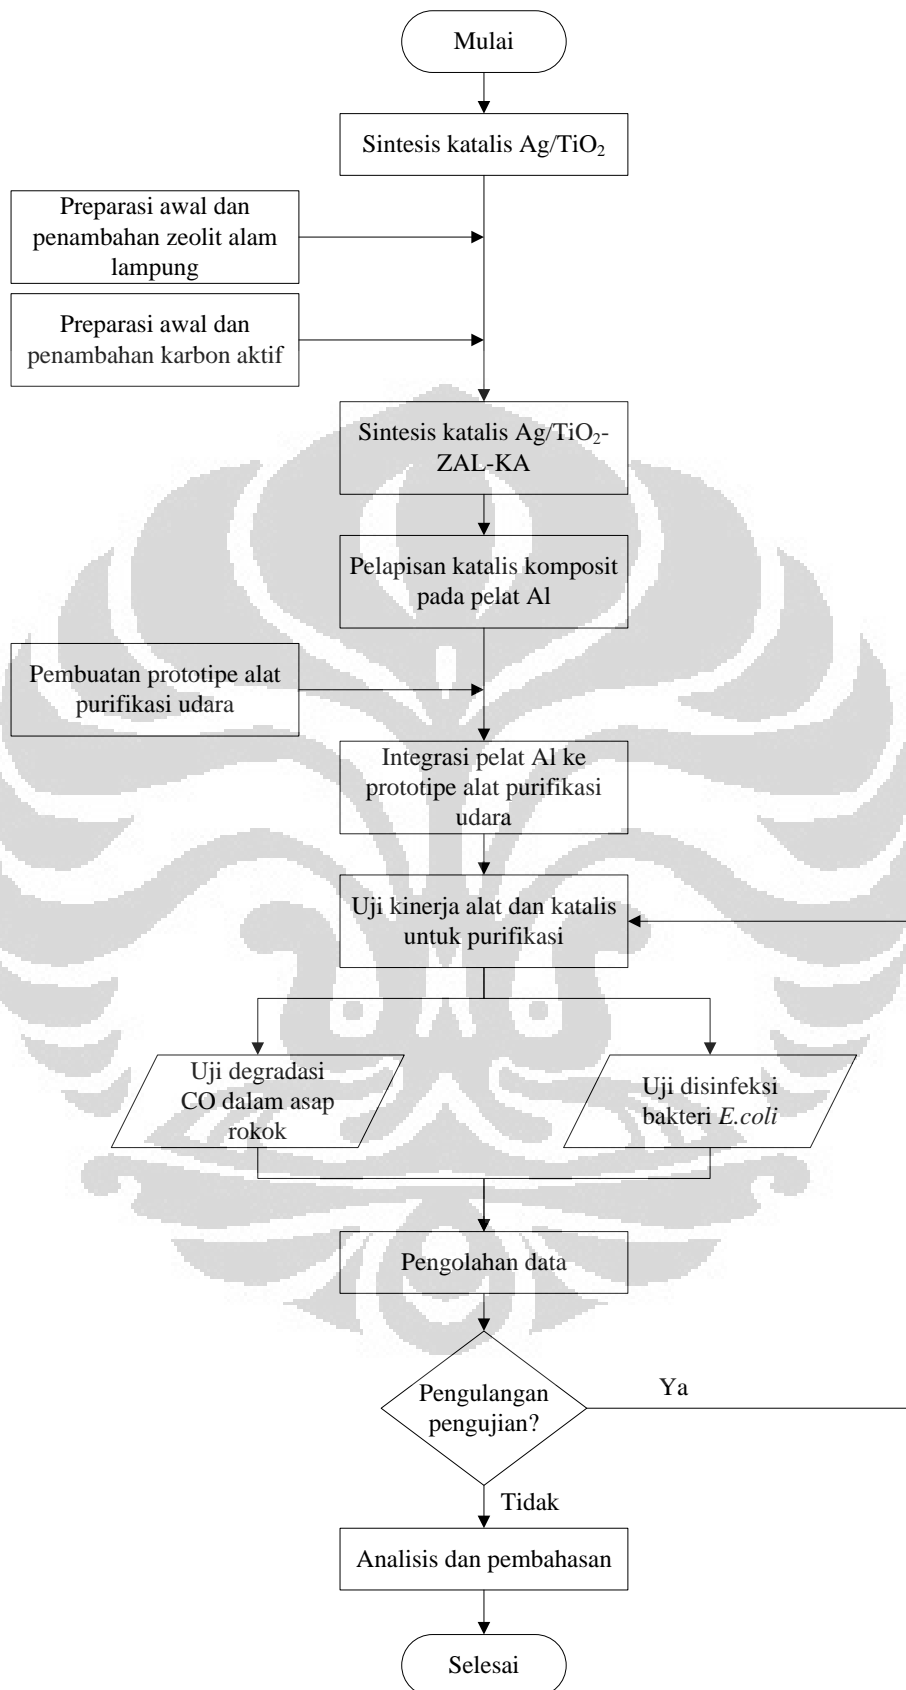 Mulai
Sintesis katalis Ag/TiO₂
Preparasi awal dan
penambahan zeolit alam
lampung
Preparasi awal dan
penambahan karbon aktif
Sintesis katalis Ag/TiO₂-
ZAL-KA
Pelapisan katalis komposit
pada pelat Al
Pembuatan prototipe alat
purifikasi udara
Integrasi pelat Al ke
prototipe alat purifikasi
udara
Uji kinerja alat dan katalis
untuk purifikasi
Uji degradasi
CO dalam asap
rokok
Uji disinfeksi
bakteri E.coli
Pengolahan data
Pengulangan
pengujian?
Ya
Tidak
Analisis dan pembahasan
Selesai